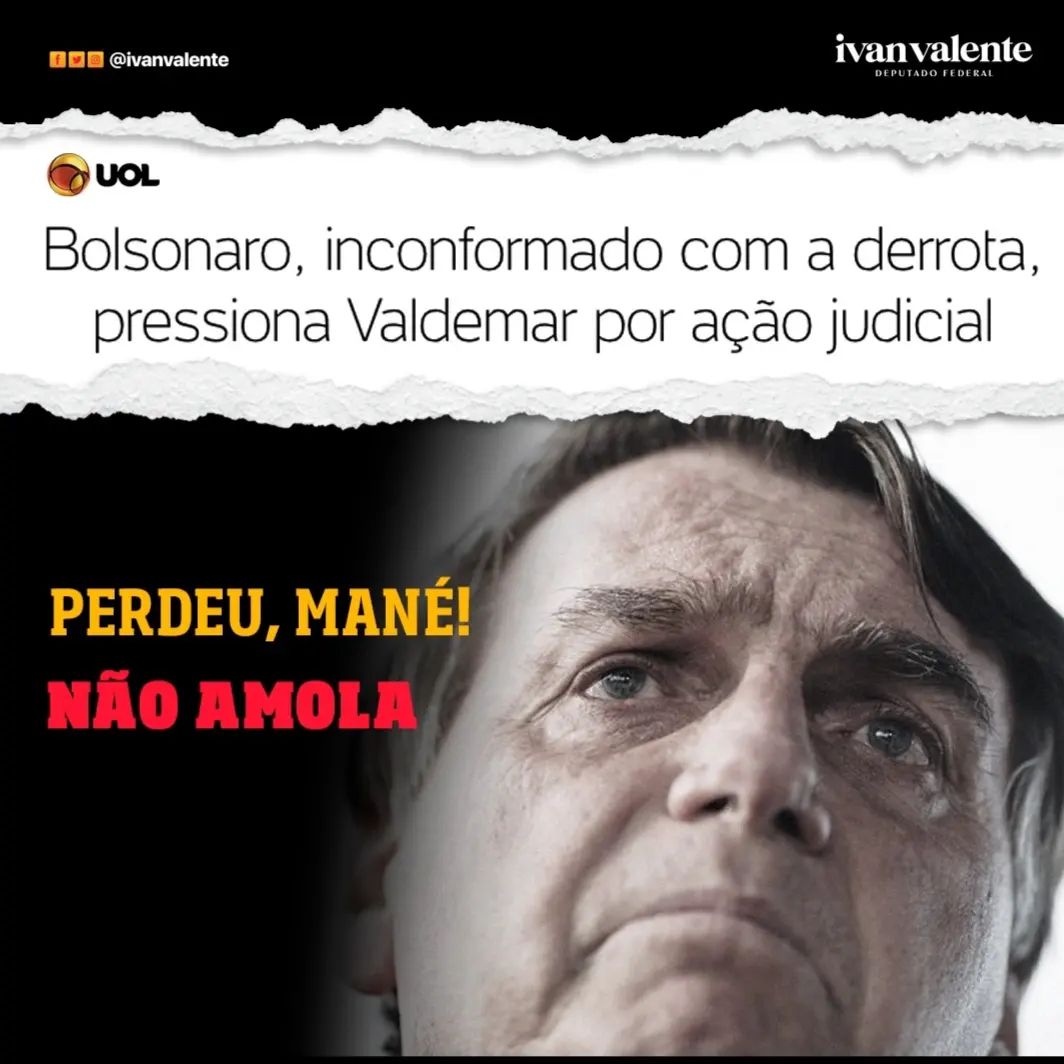 @ivanvalente
ivanvalente
DEPUTADO FEDERAL
UOL
Bolsonaro, inconformado com a derrota,
pressiona Valdemar por ação judicial
PERDEU, MANÉ!
NÃO AMOLA